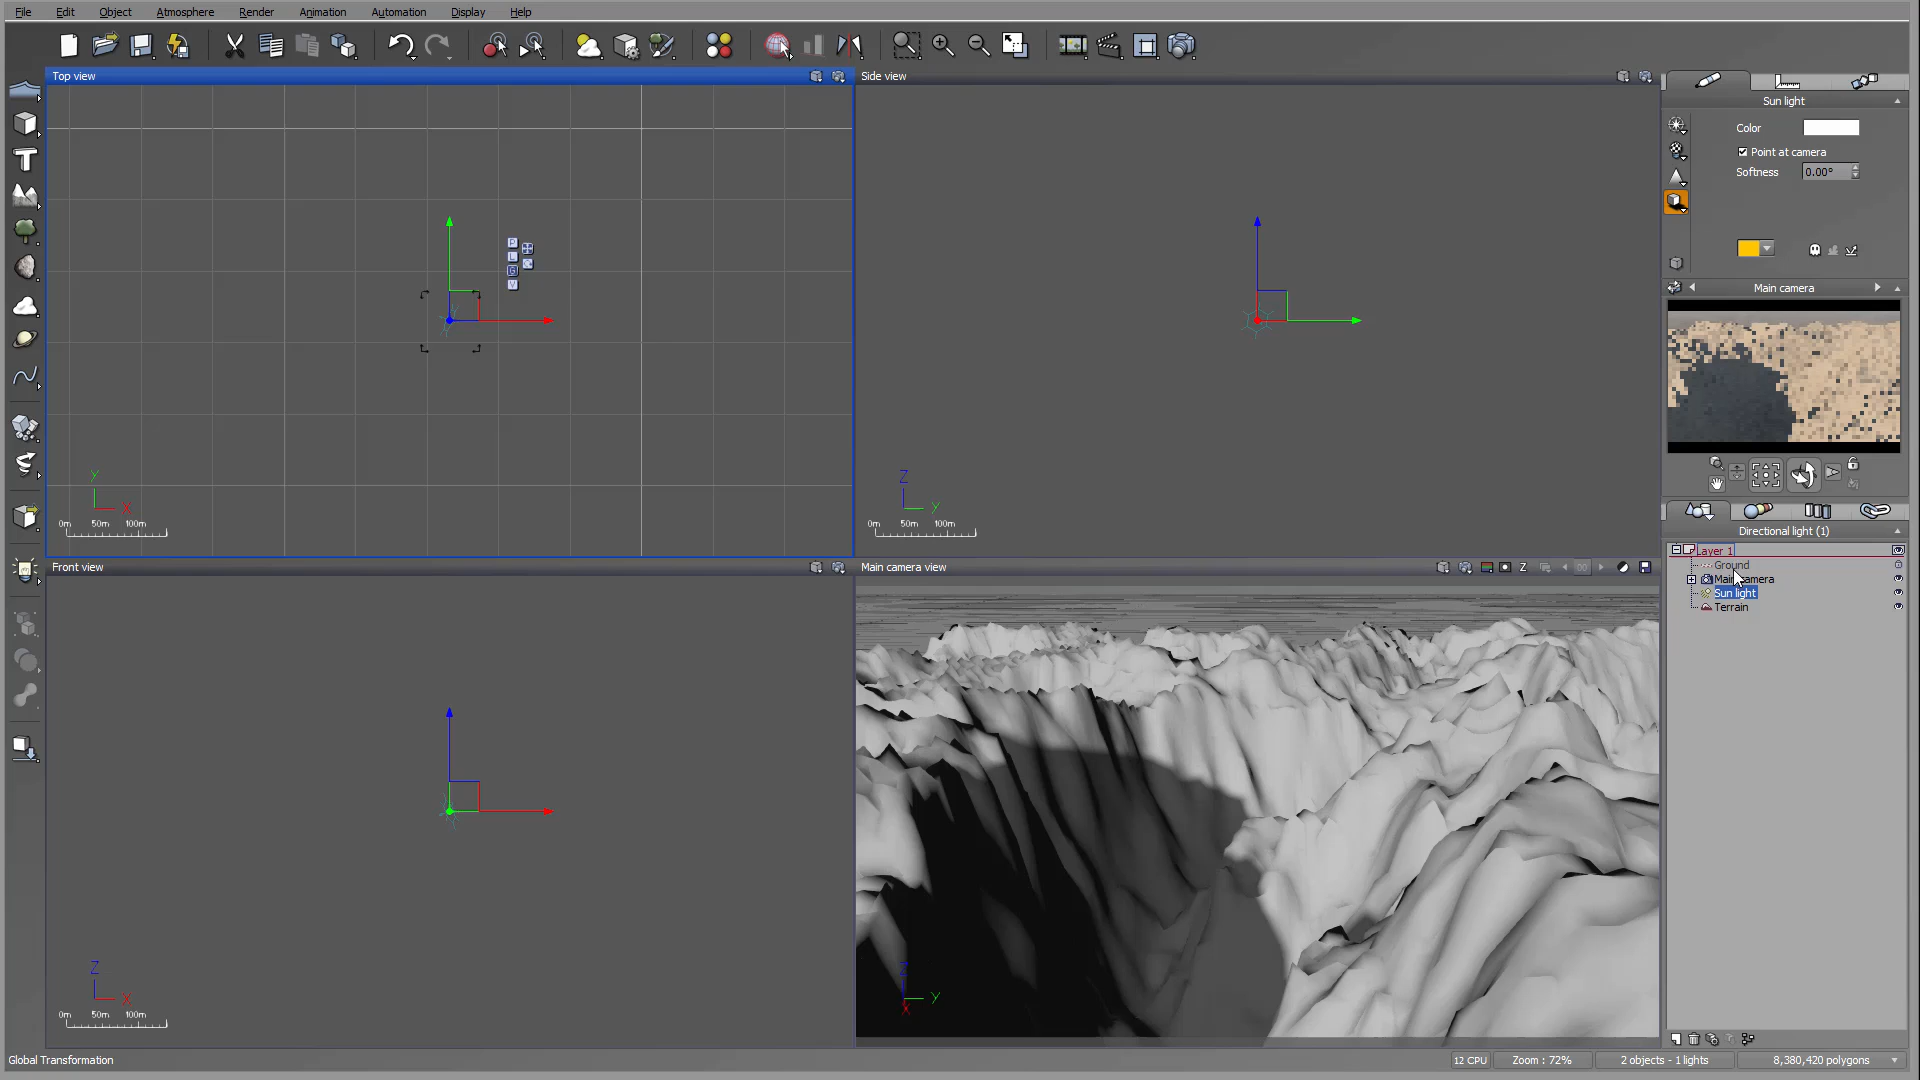 File Edit Object Atmosphere Render Animation Automation Display Help
Top view
Side view
Sun light
Color
Point at camera
Softness 0.00°
Main camera
P
L
G
V
Y
X
0m 50m 100m
Z
Y
0m 50m 100m
Directional light (1)
Layer 1
Ground
Main camera
Sun light
Terrain
Front view
Main camera view
Z
Z
X
0m 50m 100m
Z
Y
X
Global Transformation
12 CPU
Zoom : 72%
2 objects - 1 lights
8,380,420 polygons